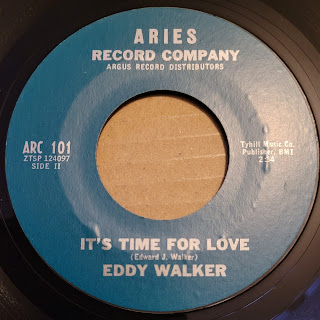 ARIES
RECORD COMPANY
ARGUS RECORD DISTRIBUTORS
ARC 101
ZTSP 124097
SIDE II
Tyhill Music Co.
Publisher, BMI
2:34
IT'S TIME FOR LOVE
(Edward J. Walker)
EDDY WALKER